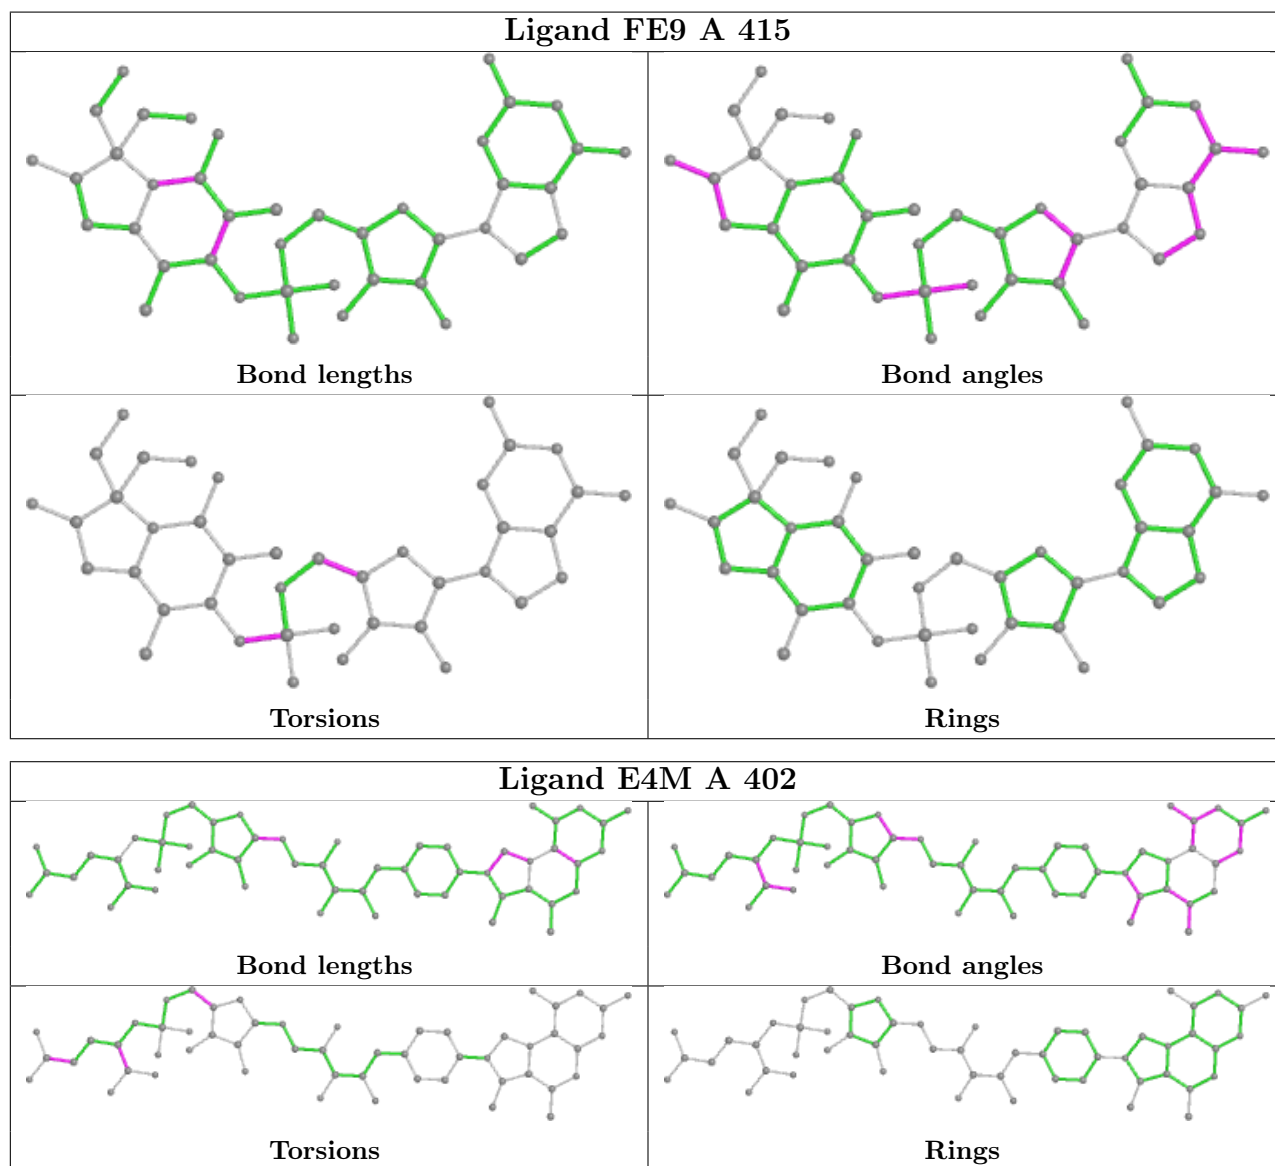 Ligand FE9 A 415
Bond lengths
Bond angles
Torsions
Rings
Ligand E4M A 402
Bond lengths
Bond angles
Torsions
Rings